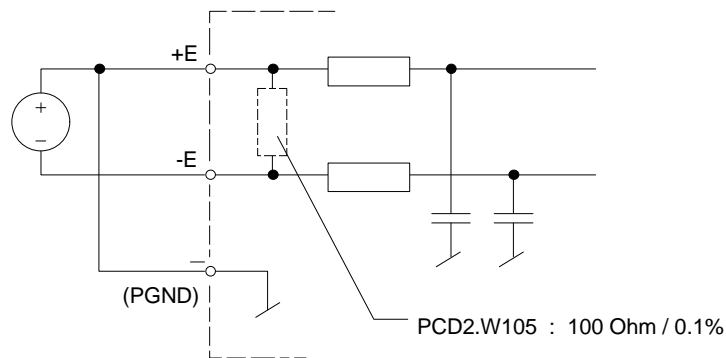 +E
+
−
-E
−
(PGND)
PCD2.W105 : 100 Ohm / 0.1%